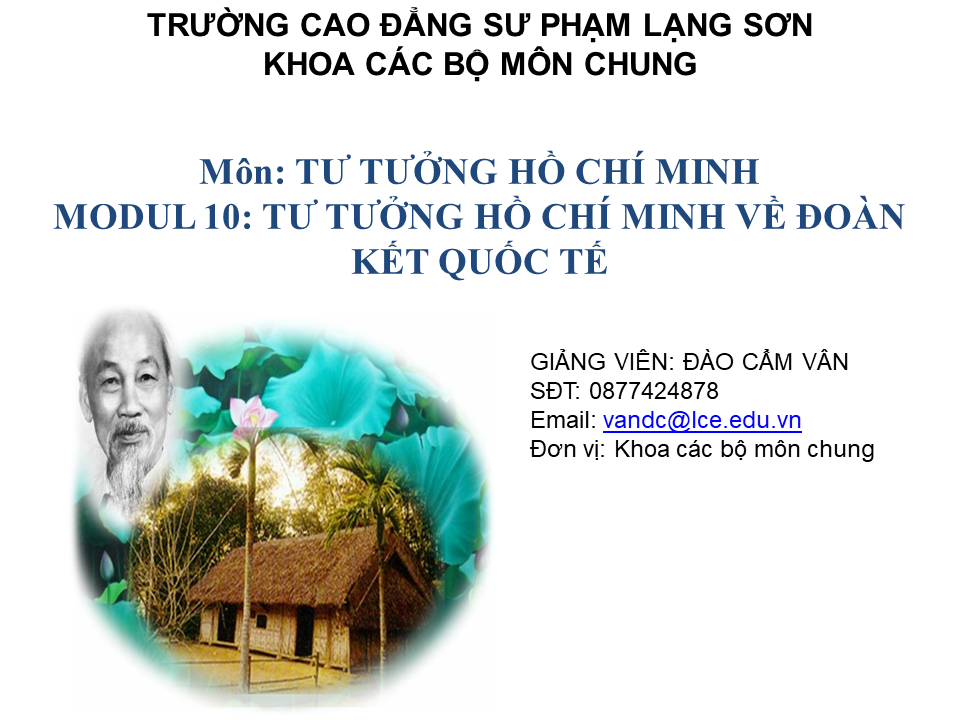 TRƯỜNG CAO ĐẲNG SƯ PHẠM LẠNG SƠN
KHOA CÁC BỘ MÔN CHUNG
Môn: TƯ TƯỞNG HỒ CHÍ MINH
MODUL 10: TƯ TƯỞNG HỒ CHÍ MINH VỀ ĐOÀN
KẾT QUỐC TẾ
GIẢNG VIÊN: ĐÀO CẨM VÂN
SĐT: 0877424878
Email: vandc@lce.edu.vn
Đơn vị: Khoa các bộ môn chung